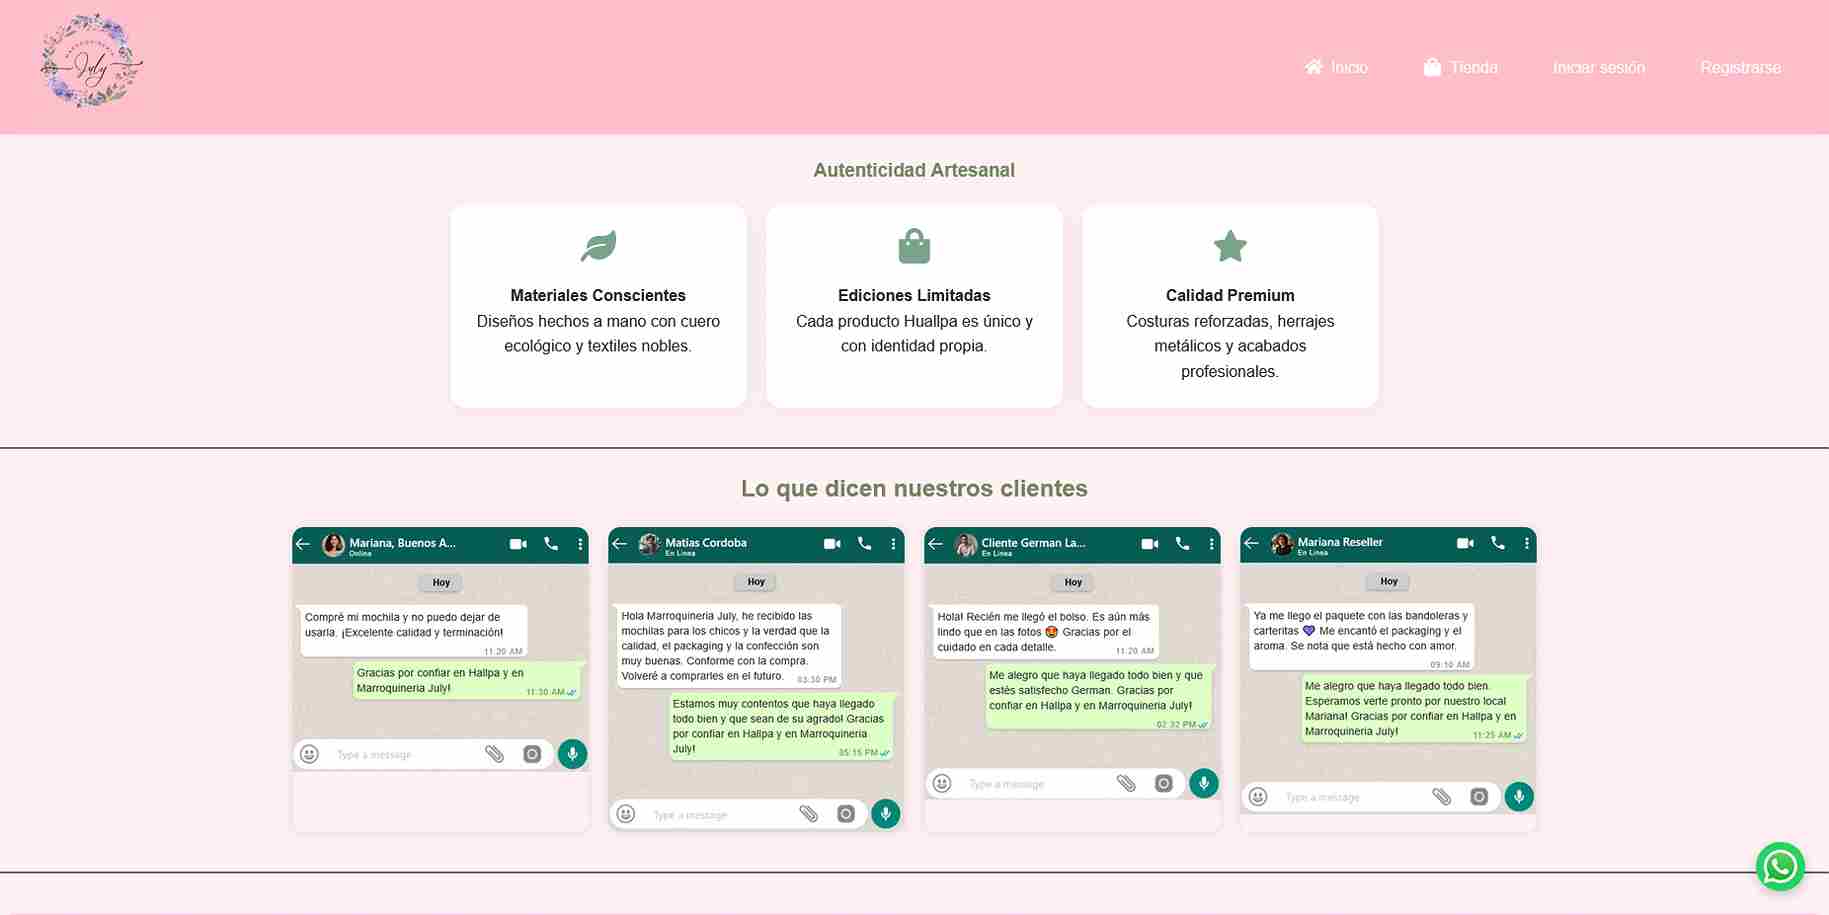 MARROQUINERIA
July
Inicio
Tienda
Iniciar sesión
Registrarse
Autenticidad Artesanal
Materiales Conscientes
Diseños hechos a mano con cuero
ecológico y textiles nobles.
Ediciones Limitadas
Cada producto Huallpa es único y
con identidad propia.
Calidad Premium
Costuras reforzadas, herrajes
metálicos y acabados
profesionales.
Lo que dicen nuestros clientes
Mariana, Buenos A...
Online
Hoy
Compré mi mochila y no puedo dejar de
usarla. ¡Excelente calidad y terminación!
11:20 AM
Gracias por confiar en Hallpa y en
Marroquineria July!
11:30 AM
Type a message
Matías Cordoba
En Linea
Hoy
Hola Marroquineria July, he recibido las
mochilas para los chicos y la verdad que la
calidad, el packaging y la confección son
muy buenas. Conforme con la compra.
Volveré a comprarles en el futuro.
03:30 PM
Estamos muy contentos que haya llegado
todo bien y que sean de su agrado! Gracias
por confiar en Hallpa y en Marroquineria
July!
05:15 PM
Type a message
Cliente German La...
En Linea
Hoy
Hola! Recién me llegó el bolso. Es aún más
lindo que en las fotos 😍 Gracias por el
cuidado en cada detalle.
11:20 AM
Me alegro que haya llegado todo bien y que
estés satisfecho German. Gracias por
confiar en Hallpa y en Marroquineria July!
02:32 PM
Type a message
Mariana Reseller
En Linea
Hoy
Ya me llego el paquete con las bandoleras y
carteritas 💜 Me encantó el packaging y el
aroma. Se nota que está hecho con amor.
09:10 AM
Me alegro que haya llegado todo bien.
Esperamos verte pronto por nuestro local
Mariana! Gracias por confiar en Hallpa y en
Marroquineria July!
11:25 AM
Type a message